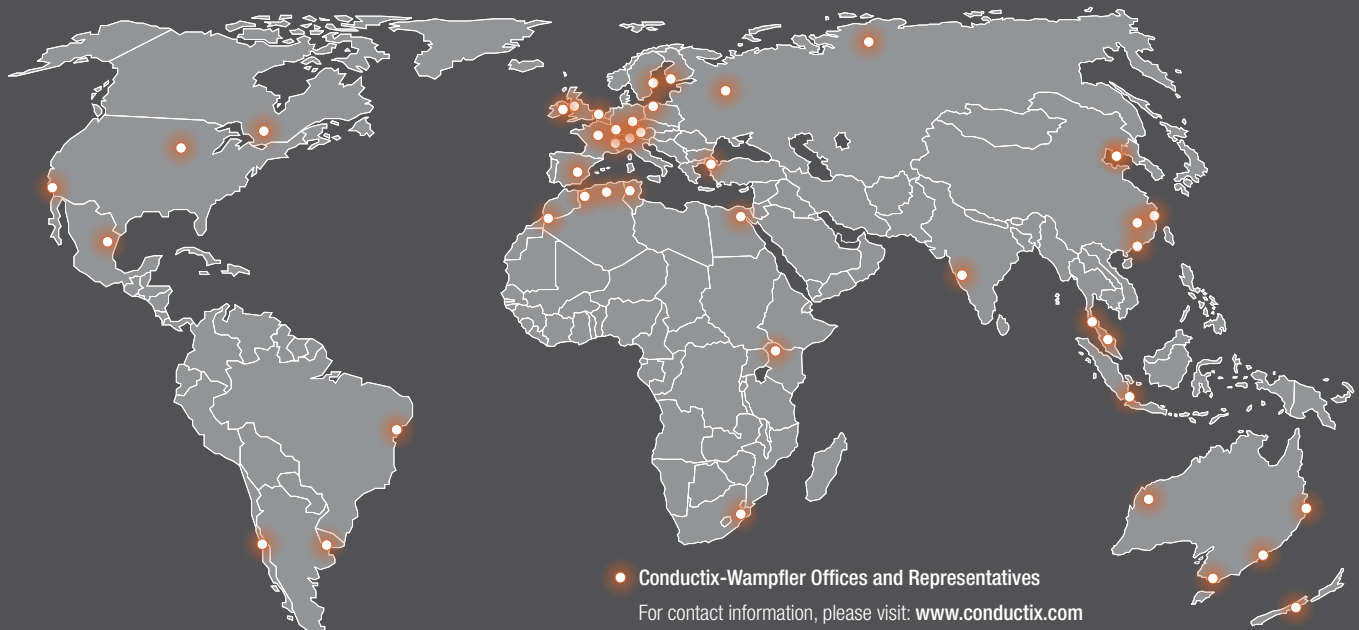 Conductix-Wampfler Offices and Representatives
For contact information, please visit: www.conductix.com